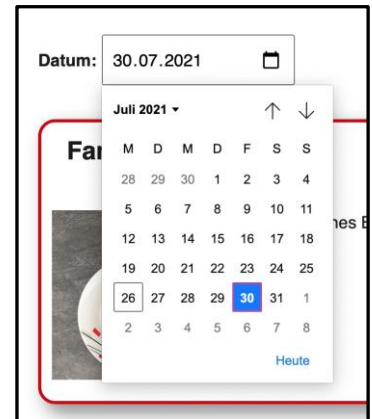 Datum: 30.07.2021
Juli 2021
Far
M D M D F S S
28 29 30 1 2 3 4
5 6 7 8 9 10 11
nes E
12 13 14 15 16 17 18
19 20 21 22 23 24 25
26 27 28 29 30 31 1
2 3 4 5 6 7 8
Heute